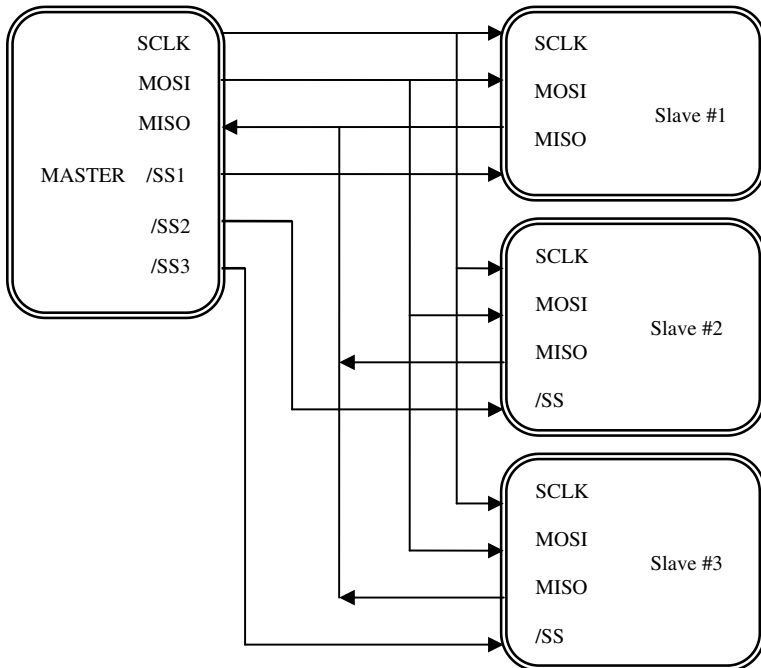 SCLK
MOSI
MISO
MASTER /SS1
/SS2
/SS3
SCLK
MOSI
Slave #1
MISO
SCLK
MOSI
Slave #2
MISO
/SS
SCLK
MOSI
Slave #3
MISO
/SS